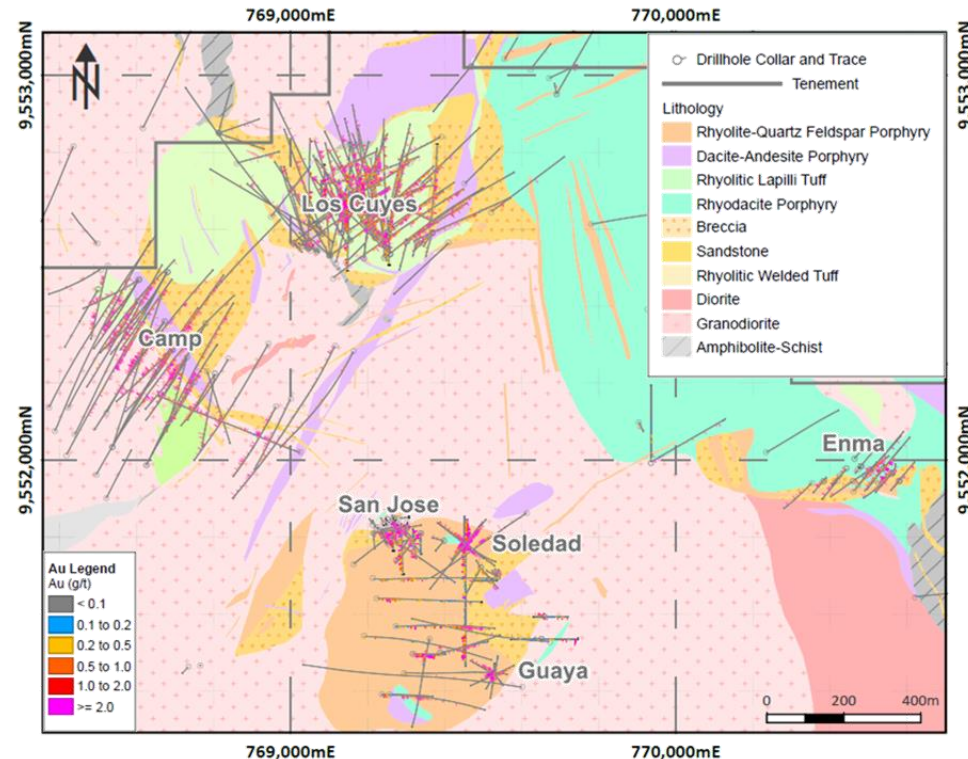 769,000mE
770,000mE
9,553,000mN
9,553,000mN
N
Drillhole Collar and Trace
Tenement
Lithology
Rhyolite-Quartz Feldspar Porphyry
Dacite-Andesite Porphyry
Rhyolitic Lapilli Tuff
Rhyodacite Porphyry
Breccia
Sandstone
Rhyolitic Welded Tuff
Diorite
Granodiorite
Amphibolite-Schist
Los Cuyes
Camp
Enma
9,552,000mN
9,552,000mN
San Jose
Soledad
Guaya
Au Legend
Au (g/t)
< 0.1
0.1 to 0.2
0.2 to 0.5
0.5 to 1.0
1.0 to 2.0
>= 2.0
0 200 400m
769,000mE
770,000mE